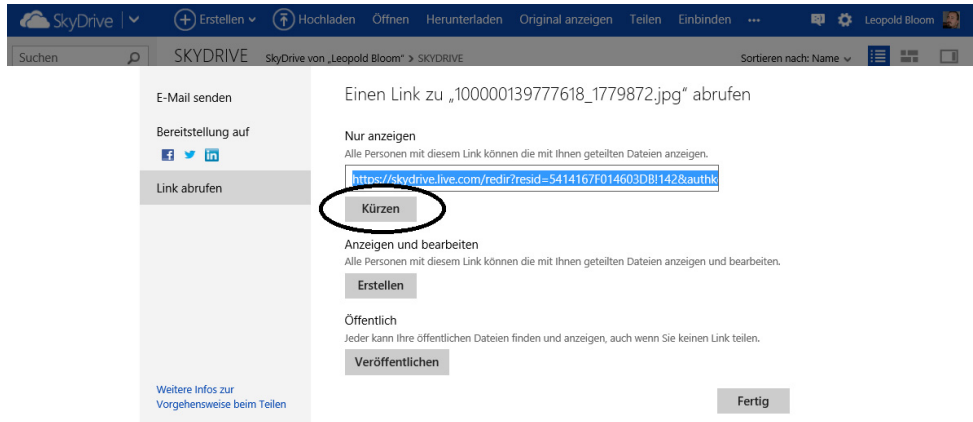 SkyDrive
Erstellen
Hochladen
Öffnen
Herunterladen
Original anzeigen
Teilen
Einbinden
Leopold Bloom
Suchen
SKYDRIVE
SkyDrive von „Leopold Bloom“ > SKYDRIVE
Sortieren nach: Name
E-Mail senden
Bereitstellung auf
Link abrufen
Weitere Infos zur
Vorgehensweise beim Teilen
Einen Link zu „100000139777618_1779872.jpg“ abrufen
Nur anzeigen
Alle Personen mit diesem Link können die mit Ihnen geteilten Dateien anzeigen.
https://skydrive.live.com/redir?resid=5414167F014603DB!142&authk
Kürzen
Anzeigen und bearbeiten
Alle Personen mit diesem Link können die mit Ihnen geteilten Dateien anzeigen und bearbeiten.
Erstellen
Öffentlich
Jeder kann Ihre öffentlichen Dateien finden und anzeigen, auch wenn Sie keinen Link teilen.
Veröffentlichen
Fertig